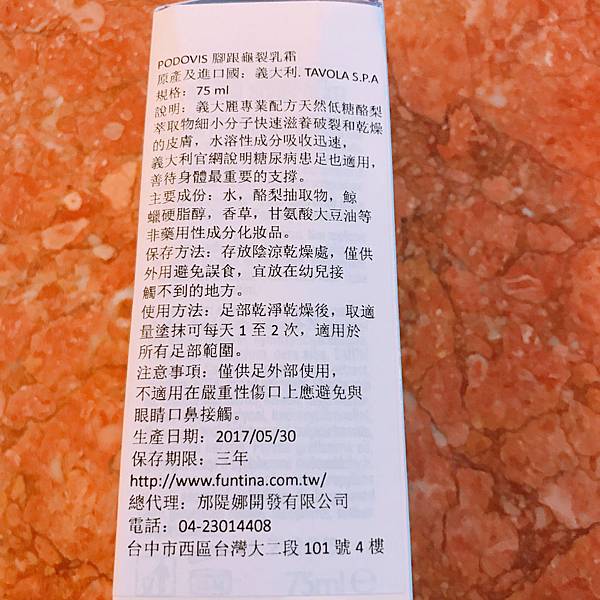 PODOVIS 腳跟龜裂乳霜
原產及進口國：義大利. TAVOLA S.P.A
規格：75 ml
說明：義大麗專業配方天然低糖酪梨
萃取物細小分子快速滋養破裂和乾燥
的皮膚，水溶性成分吸收迅速，
義大利官網說明糖尿病患足也適用，
善待身體最重要的支撐。
主要成份：水，酪梨抽取物，鯨
蠟硬脂醇，香草，甘氨酸大豆油等
非藥用性成分化妝品。
保存方法：存放陰涼乾燥處，僅供
外用避免誤食，宜放在幼兒接
觸不到的地方。
使用方法：足部乾淨乾燥後，取適
量塗抹可每天 1 至 2 次，適用於
所有足部範圍。
注意事項：僅供足外部使用，
不適用在嚴重性傷口上應避免與
眼睛口鼻接觸。
生產日期：2017/05/30
保存期限：三年
http://www.funtina.com.tw/
總代理：郍隄娜開發有限公司
電話：04-23014408
台中市西區台灣大二段 101 號 4 樓
75ml ℮